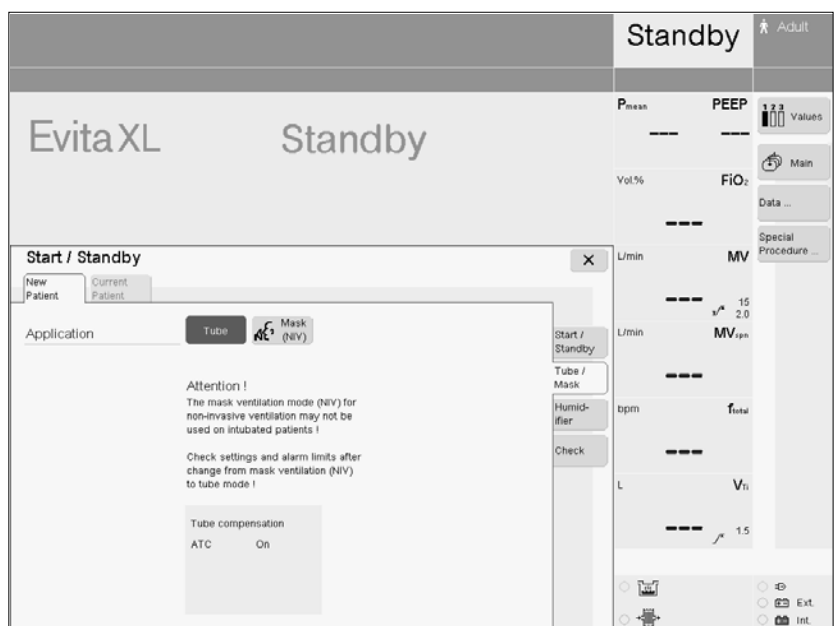 Standby
Adult
Evita XL Standby
Start / Standby
New Patient
Current Patient
Application
Tube
Mask (NIV)
Attention !
The mask ventilation mode (NIV) for
non-invasive ventilation may not be
used on intubated patients !
Check settings and alarm limits after
change from mask ventilation (NIV)
to tube mode !
Tube compensation
ATC On
Start /
Standby
Tube /
Mask
Humid-
ifier
Check
Pmean PEEP
--- ---
Vol.% FiO2
---
L/min MV
--- 15
2.0
L/min MVspn
---
bpm ftotal
---
L VTi
--- 1.5
1 2 3
Values
Main
Data ...
Special
Procedure ...
Ext.
Int.